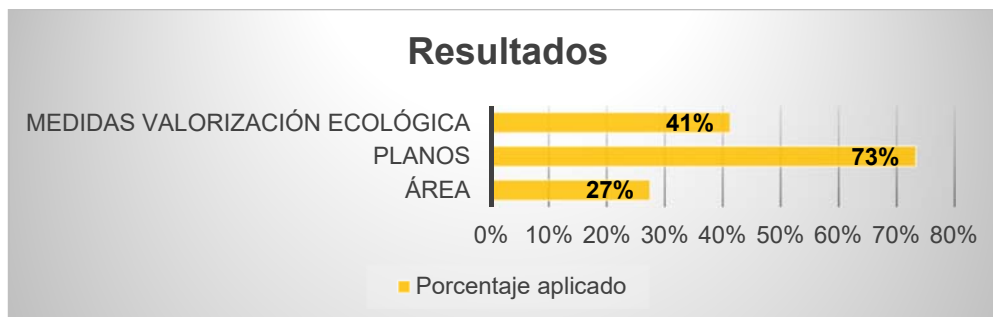 Resultados
MEDIDAS VALORIZACIÓN ECOLÓGICA
41%
PLANOS
73%
ÁREA
27%
0% 10% 20% 30% 40% 50% 60% 70% 80%
Porcentaje aplicado